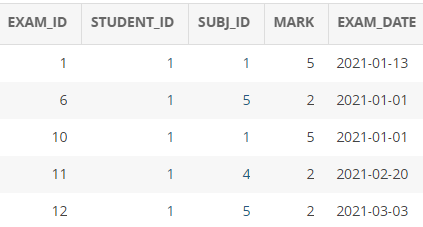 EXAM_ID STUDENT_ID SUBJ_ID MARK EXAM_DATE
1 1 1 5 2021-01-13
6 1 5 2 2021-01-01
10 1 1 5 2021-01-01
11 1 4 2 2021-02-20
12 1 5 2 2021-03-03